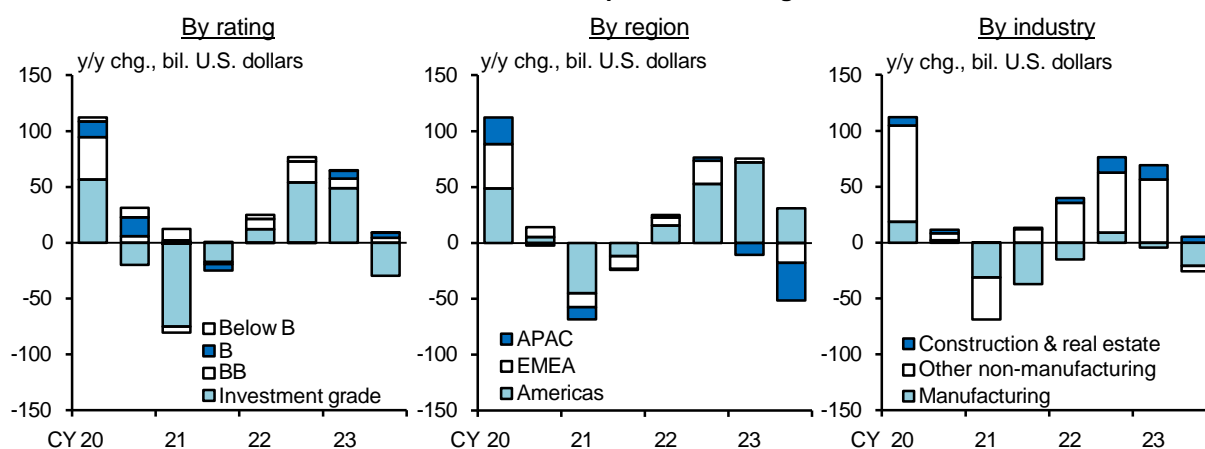 By rating
y/y chg., bil. U.S. dollars
150
100
50
0
-50
-100
-150
Below B
B
BB
Investment grade
CY 20 21 22 23
By region
y/y chg., bil. U.S. dollars
150
100
50
0
-50
-100
-150
APAC
EMEA
Americas
CY 20 21 22 23
By industry
y/y chg., bil. U.S. dollars
150
100
50
0
-50
-100
-150
Construction & real estate
Other non-manufacturing
Manufacturing
CY 20 21 22 23